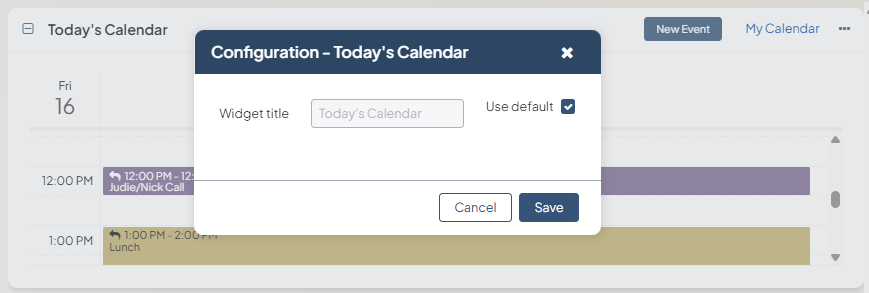 Today's Calendar
New Event
My Calendar
Configuration - Today's Calendar
Widget title
Today's Calendar
Use default
Cancel
Save
Fri
16
12:00 PM
12:00 PM - 12:
Judie/Nick Call
1:00 PM
1:00 PM - 2:00 PM
Lunch